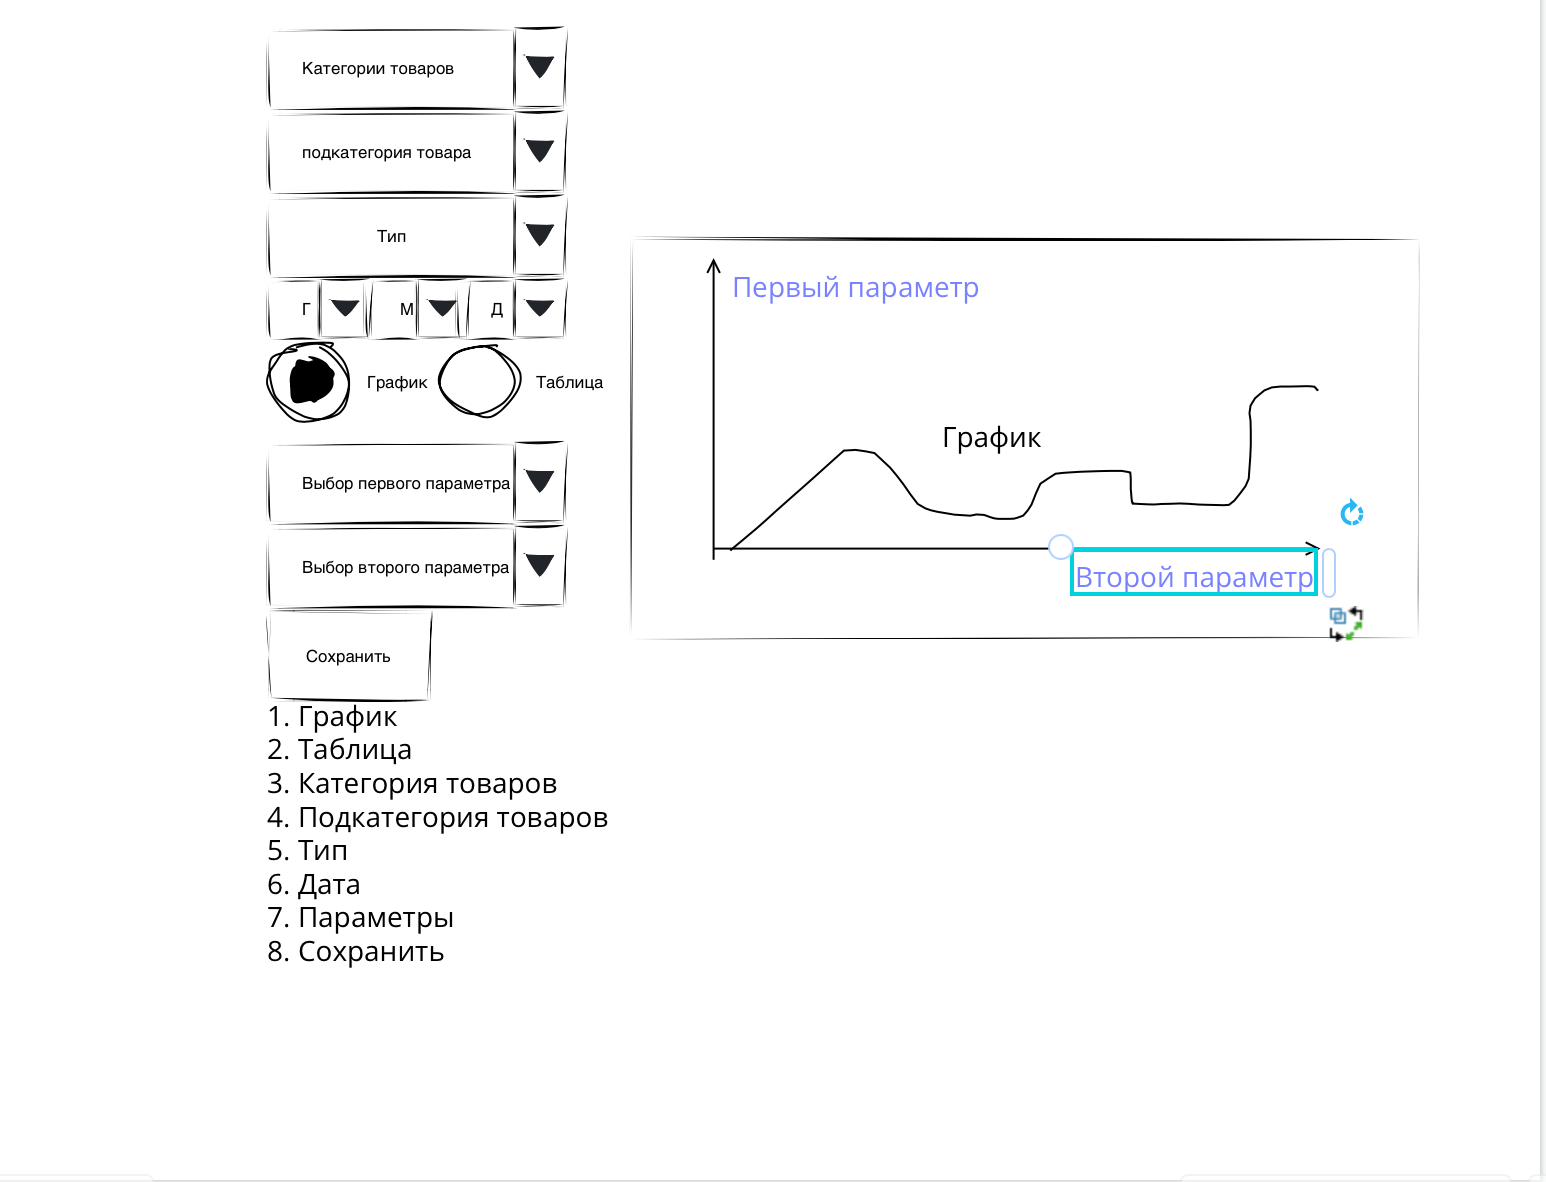 Категории товаров
подкатегория товара
Тип
Г М Д
График Таблица
Выбор первого параметра
Выбор второго параметра
Сохранить
1. График
2. Таблица
3. Категория товаров
4. Подкатегория товаров
5. Тип
6. Дата
7. Параметры
8. Сохранить
Первый параметр
График
Второй параметр